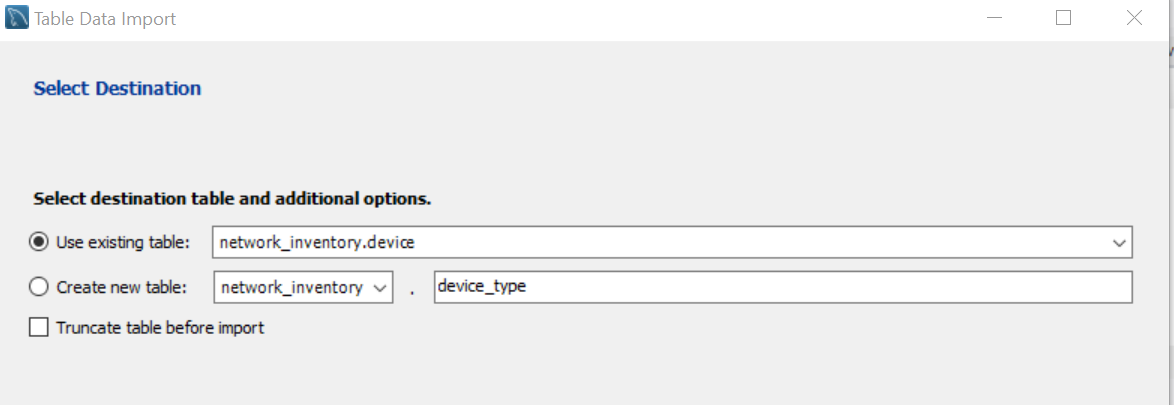 Table Data Import
Select Destination
Select destination table and additional options.
Use existing table: network_inventory.device
Create new table: network_inventory . device_type
Truncate table before import